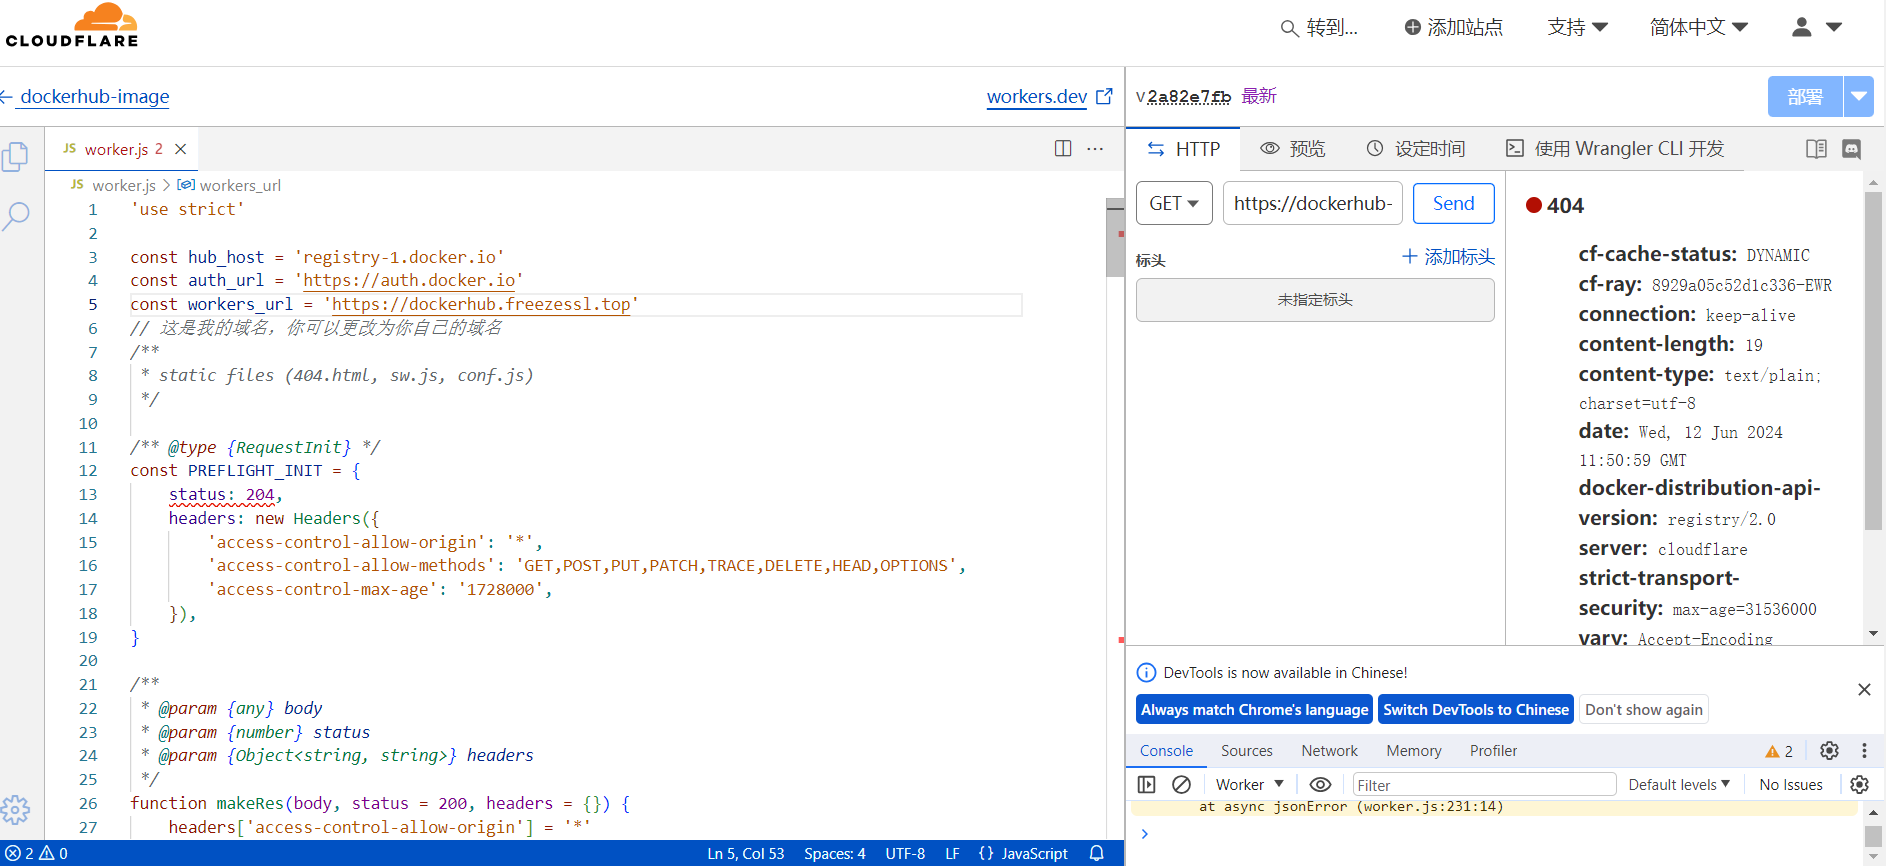 CLOUDFLARE
转到...
添加站点
支持
简体中文
dockerhub-image
workers.dev
v2a82e7fb 最新
部署
JS worker.js 2
HTTP
预览
设定时间
使用 Wrangler CLI 开发
JS worker.js > workers_url
1 'use strict'
2
3 const hub_host = 'registry-1.docker.io'
4 const auth_url = 'https://auth.docker.io'
5 const workers_url = 'https://dockerhub.freezessl.top'
6 // 这是我的域名，你可以更改为你自己的域名
7 /**
8 * static files (404.html, sw.js, conf.js)
9 */
10
11 /** @type {RequestInit} */
12 const PREFLIGHT_INIT = {
13 status: 204,
14 headers: new Headers({
15 'access-control-allow-origin': '*',
16 'access-control-allow-methods': 'GET,POST,PUT,PATCH,TRACE,DELETE,HEAD,OPTIONS',
17 'access-control-max-age': '1728000',
18 }),
19 }
20
21 /**
22 * @param {any} body
23 * @param {number} status
24 * @param {Object<string, string>} headers
25 */
26 function makeRes(body, status = 200, headers = {}) {
27 headers['access-control-allow-origin'] = '*'
GET
https://dockerhub-
Send
标头
添加标头
未指定标头
404
cf-cache-status: DYNAMIC
cf-ray: 8929a05c52d1c336-EWR
connection: keep-alive
content-length: 19
content-type: text/plain;
charset=utf-8
date: Wed, 12 Jun 2024
11:50:59 GMT
docker-distribution-api-
version: registry/2.0
server: cloudflare
strict-transport-
security: max-age=31536000
vary: Accept-Encoding
DevTools is now available in Chinese!
Always match Chrome's language
Switch DevTools to Chinese
Don't show again
Console
Sources
Network
Memory
Profiler
2
Worker
Filter
Default levels
No Issues
at async jsonError (worker.js:231:14)
2 0
Ln 5, Col 53
Spaces: 4
UTF-8
LF
{} JavaScript